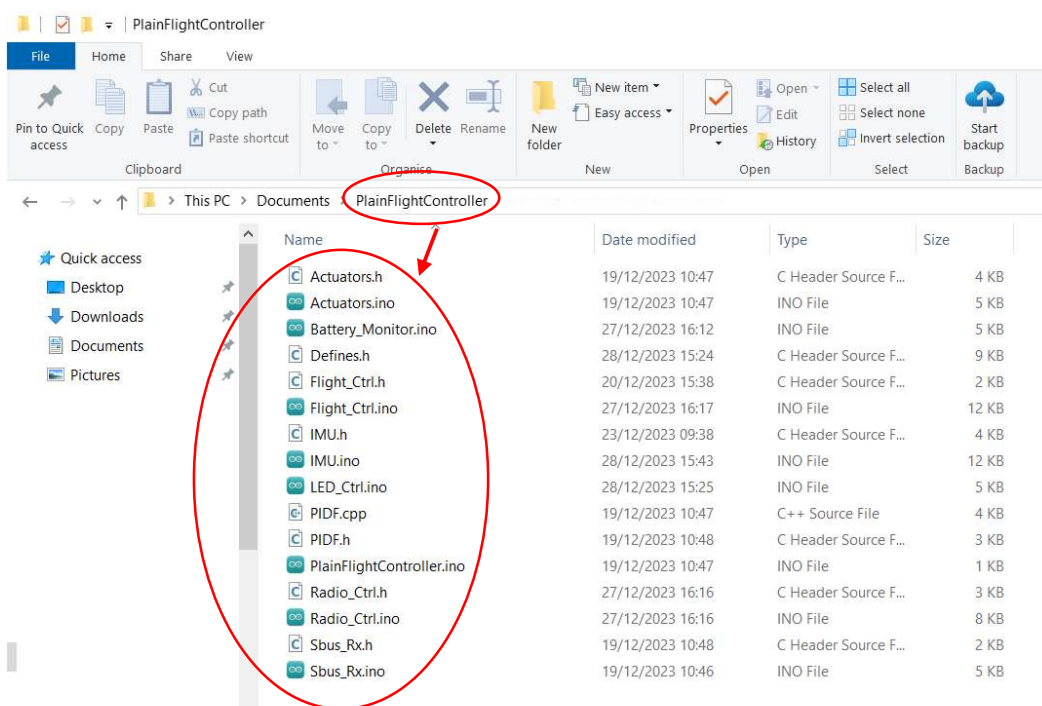 PlainFlightController
File Home Share View
Pin to Quick access
Copy
Paste
Cut
Copy path
Paste shortcut
Clipboard
Move to
Copy to
Delete
Rename
Organise
New folder
New item
Easy access
New
Properties
Open
Edit
History
Open
Select all
Select none
Invert selection
Select
Start backup
Backup
This PC > Documents > PlainFlightController
Quick access
Desktop
Downloads
Documents
Pictures
Name Date modified Type Size
Actuators.h 19/12/2023 10:47 C Header Source F... 4 KB
Actuators.ino 19/12/2023 10:47 INO File 5 KB
Battery_Monitor.ino 27/12/2023 16:12 INO File 5 KB
Defines.h 28/12/2023 15:24 C Header Source F... 9 KB
Flight_Ctrl.h 20/12/2023 15:38 C Header Source F... 2 KB
Flight_Ctrl.ino 27/12/2023 16:17 INO File 12 KB
IMU.h 23/12/2023 09:38 C Header Source F... 4 KB
IMU.ino 28/12/2023 15:43 INO File 12 KB
LED_Ctrl.ino 28/12/2023 15:25 INO File 5 KB
PIDF.cpp 19/12/2023 10:47 C++ Source File 4 KB
PIDF.h 19/12/2023 10:48 C Header Source F... 3 KB
PlainFlightController.ino 19/12/2023 10:47 INO File 1 KB
Radio_Ctrl.h 27/12/2023 16:16 C Header Source F... 3 KB
Radio_Ctrl.ino 27/12/2023 16:16 INO File 8 KB
Sbus_Rx.h 19/12/2023 10:48 C Header Source F... 2 KB
Sbus_Rx.ino 19/12/2023 10:46 INO File 5 KB